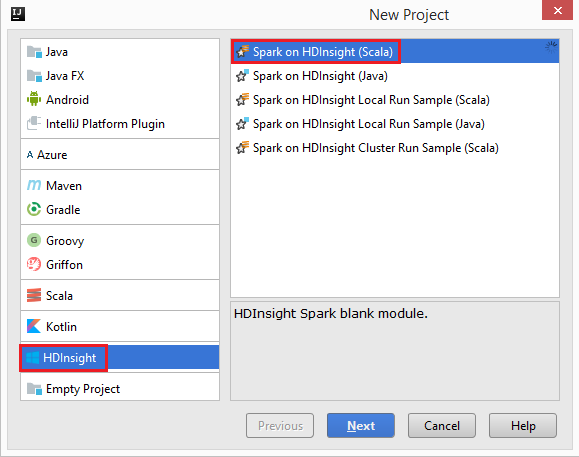 IJ
New Project
Java
Java FX
Android
IntelliJ Platform Plugin
A Azure
m Maven
Gradle
G Groovy
Griffon
Scala
Kotlin
HDInsight
Empty Project
Spark on HDInsight (Scala)
Spark on HDInsight (Java)
Spark on HDInsight Local Run Sample (Scala)
Spark on HDInsight Local Run Sample (Java)
Spark on HDInsight Cluster Run Sample (Scala)
HDInsight Spark blank module.
Previous
Next
Cancel
Help